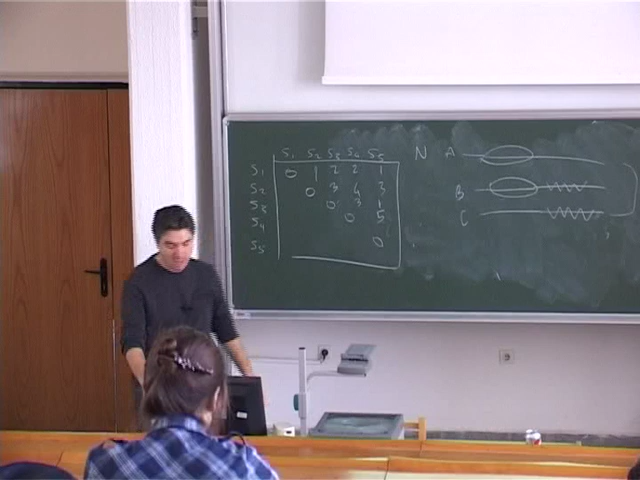 S1 S2 S3 S4 S5
S1 0 1 2 2 1
S2 0 3 4 3
S3 0 3 1
S4 0 5
S5 0
N A
B
C